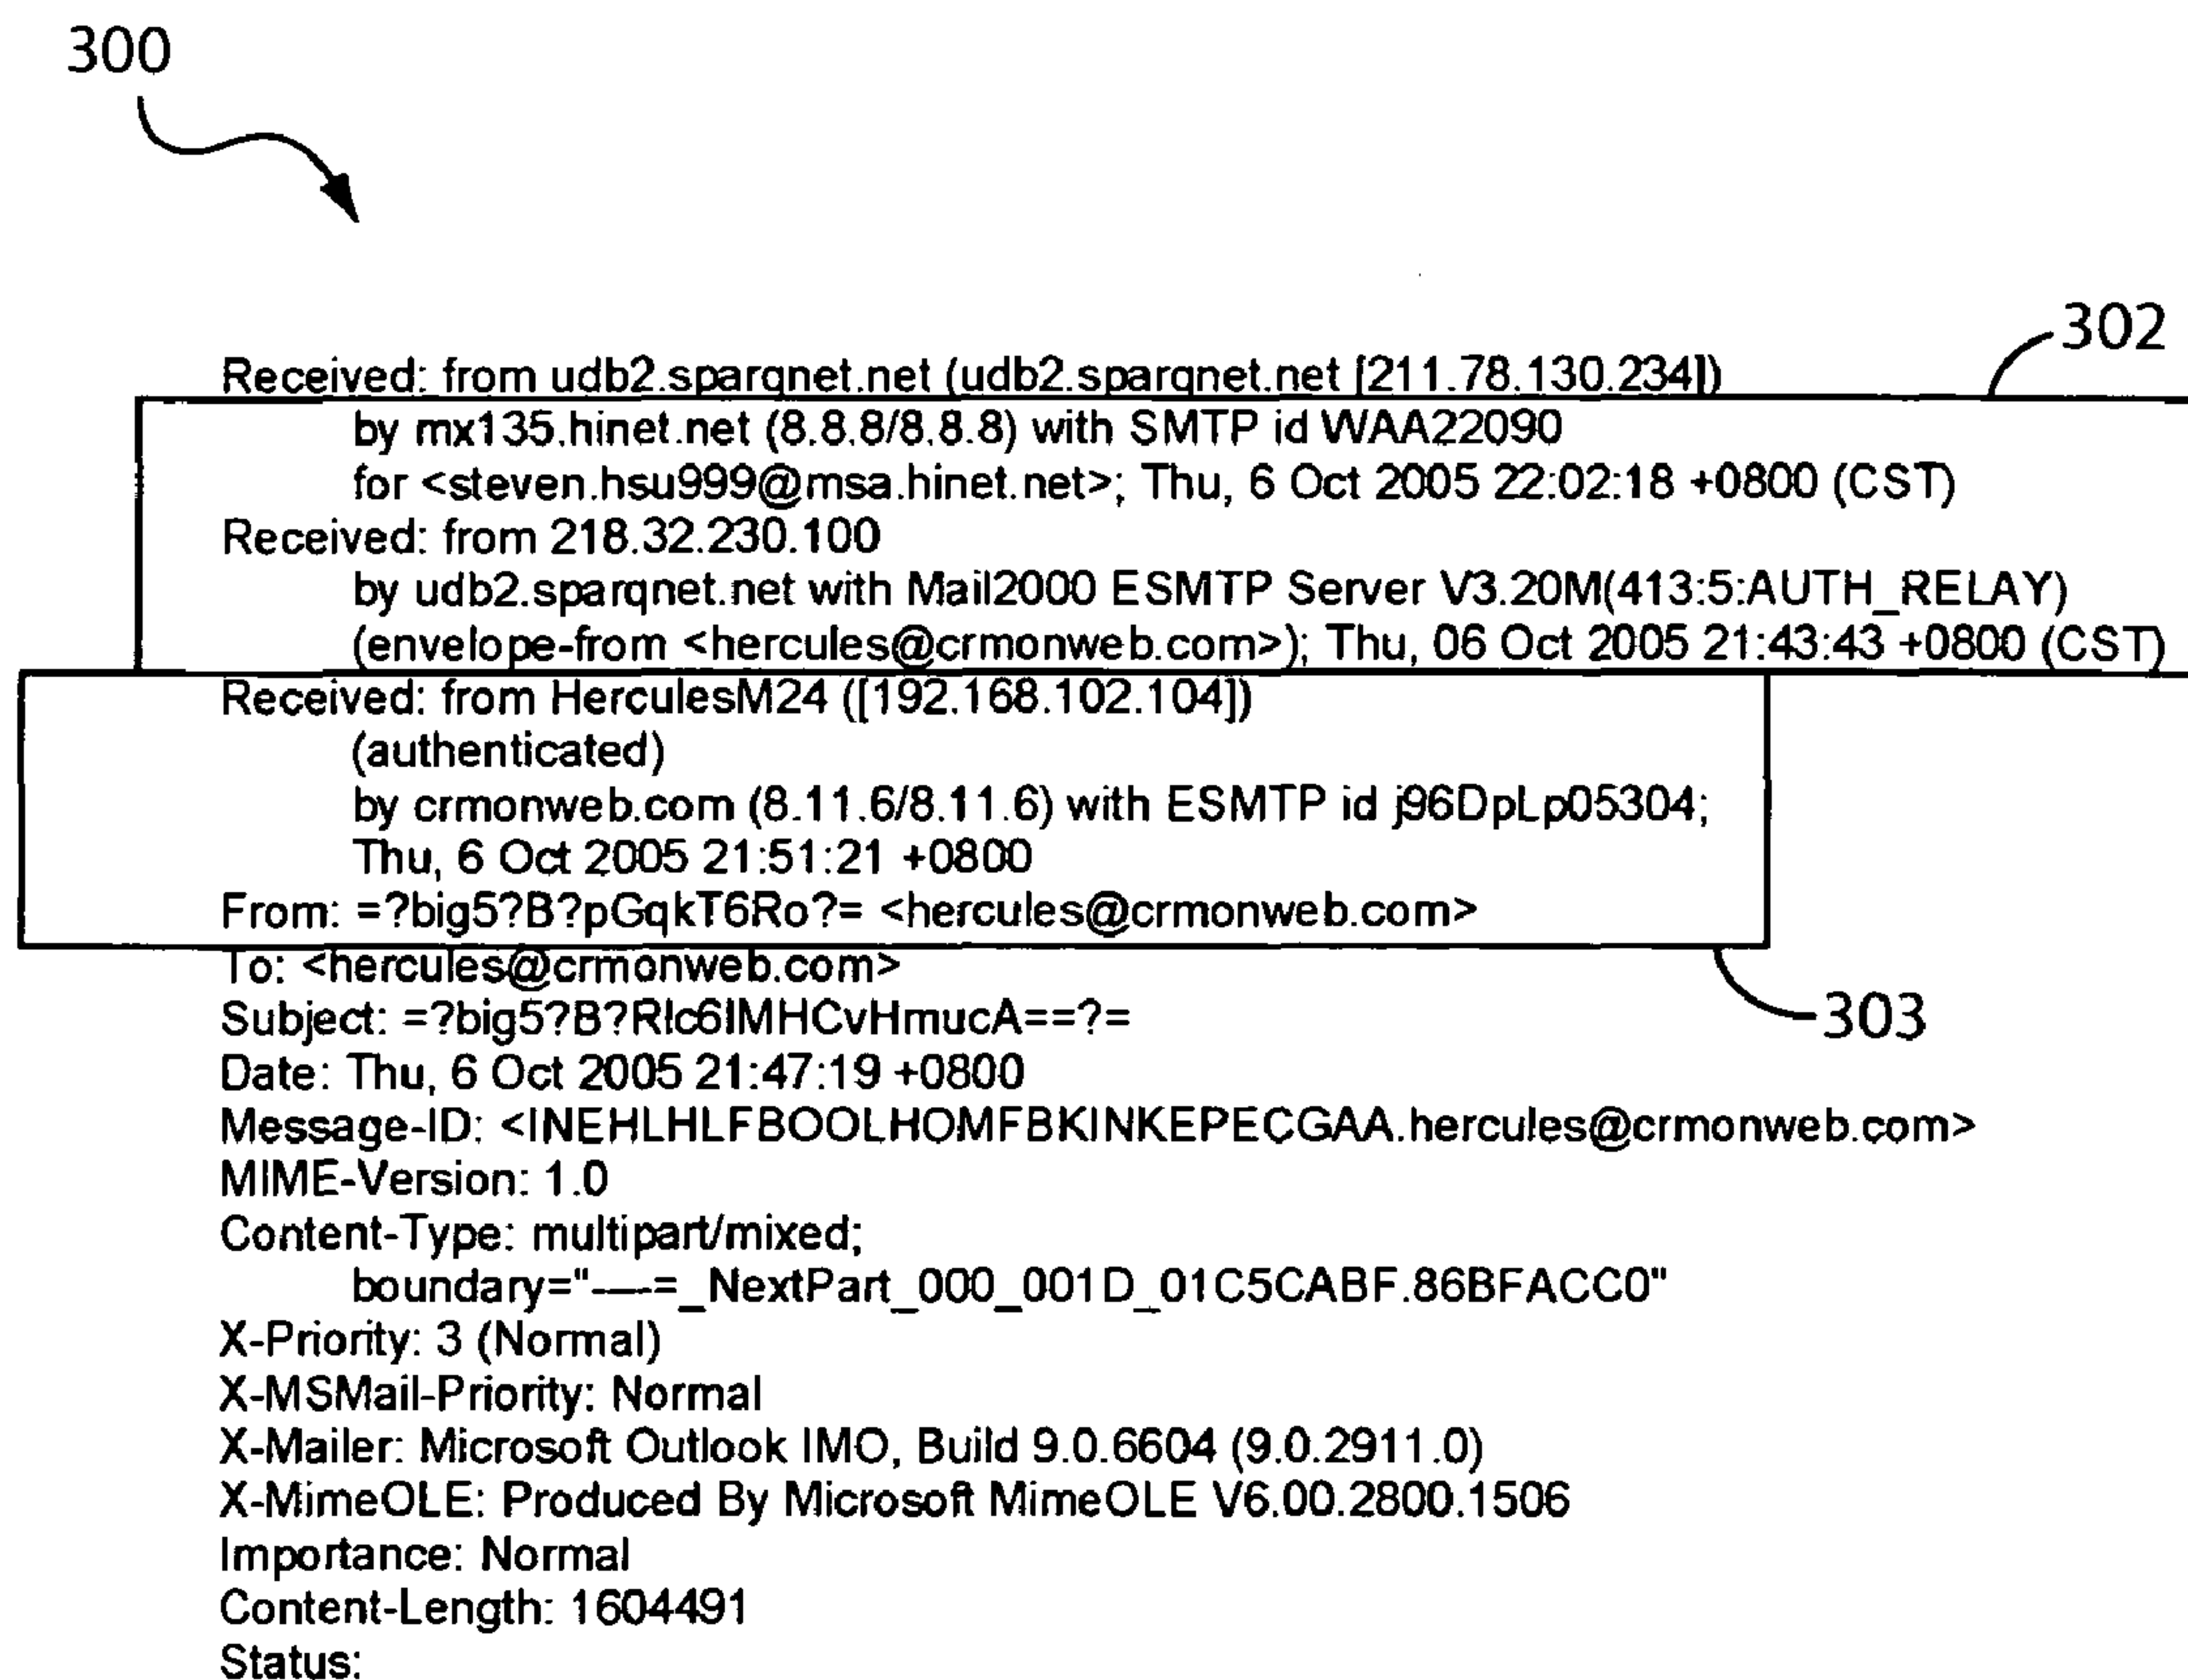 300
302
Received: from udb2.sparqnet.net (udb2.sparqnet.net [211.78.130.234])
by mx135.hinet.net (8.8.8/8.8.8) with SMTP id WAA22090
for <steven.hsu999@msa.hinet.net>; Thu, 6 Oct 2005 22:02:18 +0800 (CST)
Received: from 218.32.230.100
by udb2.sparqnet.net with Mail2000 ESMTP Server V3.20M(413:5:AUTH_RELAY)
(envelope-from <hercules@crmonweb.com>); Thu, 06 Oct 2005 21:43:43 +0800 (CST)
Received: from HerculesM24 ([192.168.102.104])
(authenticated)
by crmonweb.com (8.11.6/8.11.6) with ESMTP id j96DpLp05304;
Thu, 6 Oct 2005 21:51:21 +0800
From: =?big5?B?pGqkT6Ro?= <hercules@crmonweb.com>
To: <hercules@crmonweb.com>
303
Subject: =?big5?B?RIc6IMHCvHmucA==?=
Date: Thu, 6 Oct 2005 21:47:19 +0800
Message-ID: <INEHLHLFBOOLHOMFBKINKEPECGAA.hercules@crmonweb.com>
MIME-Version: 1.0
Content-Type: multipart/mixed;
boundary="----=_NextPart_000_001D_01C5CABF.86BFACC0"
X-Priority: 3 (Normal)
X-MSMail-Priority: Normal
X-Mailer: Microsoft Outlook IMO, Build 9.0.6604 (9.0.2911.0)
X-MimeOLE: Produced By Microsoft MimeOLE V6.00.2800.1506
Importance: Normal
Content-Length: 1604491
Status: